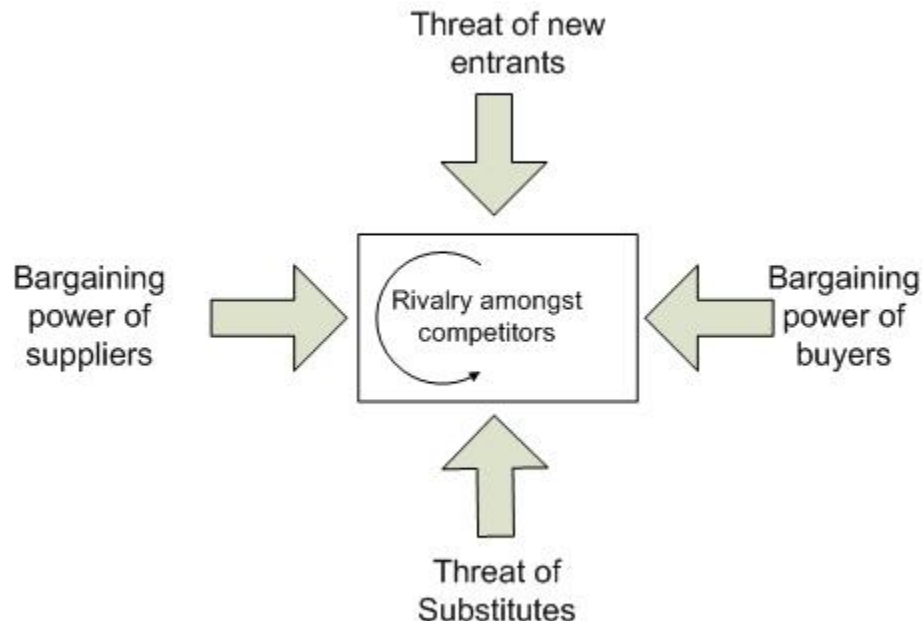 Threat of new
entrants
Bargaining
power of
suppliers
Rivalry amongst
competitors
Bargaining
power of
buyers
Threat of
Substitutes